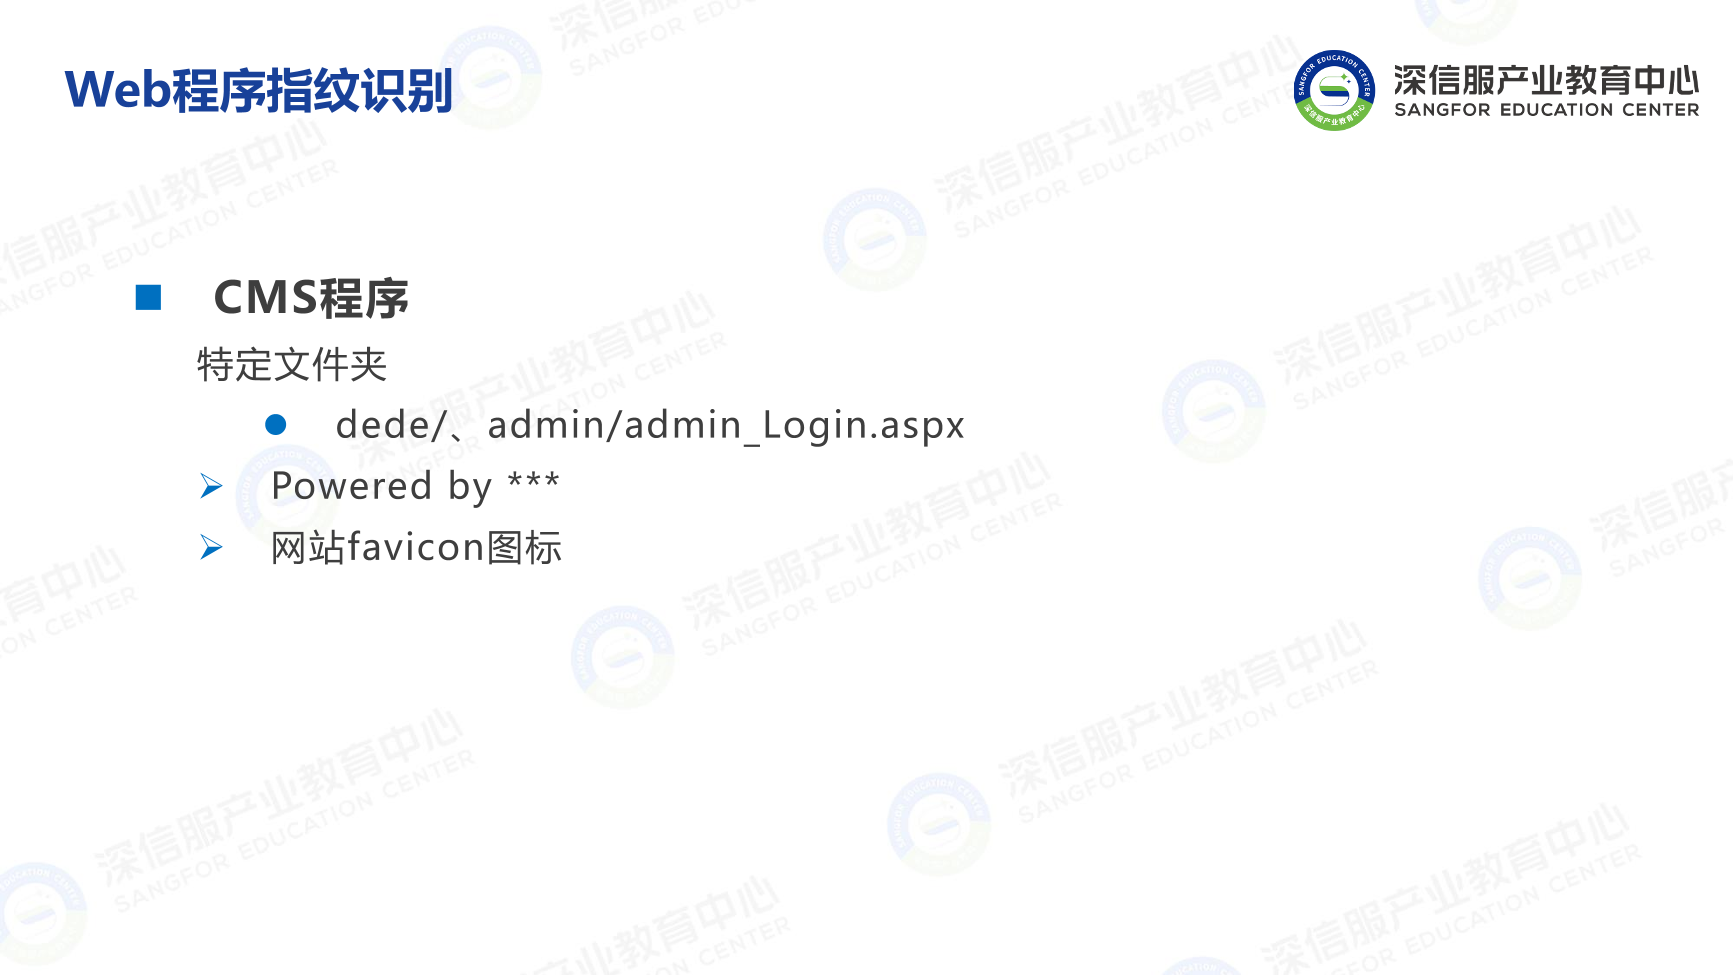 Web程序指纹识别
深信服产业教育中心
SANGFOR EDUCATION CENTER
CMS程序
特定文件夹
dede/、admin/admin_Login.aspx
Powered by ***
网站favicon图标